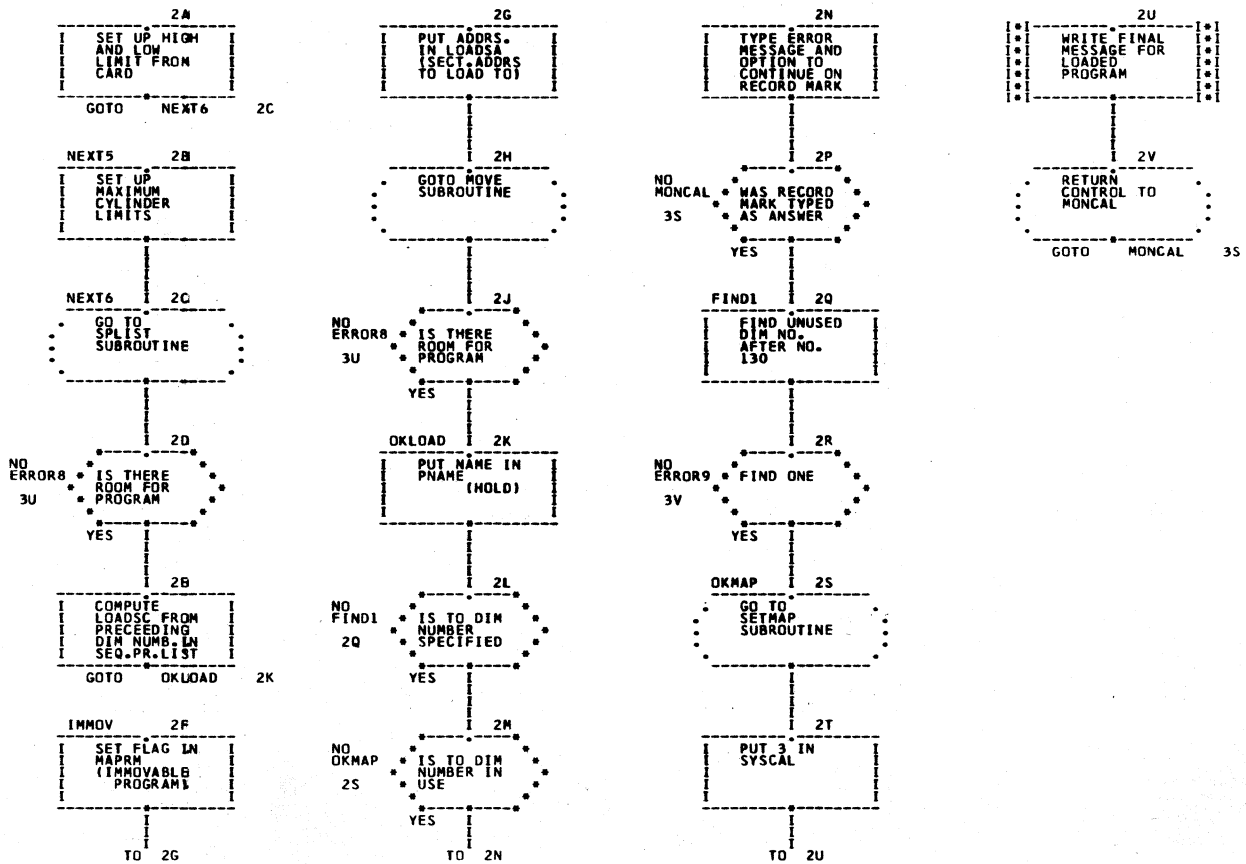 2A
SET UP HIGH
AND LOW
LIMIT FROM
CARD
GOTO NEXT6 2C
NEXT5 2B
SET UP
MAXIMUM
CYLINDER
LIMITS
NEXT6 2C
GO TO
SPLIST
SUBROUTINE
2D
NO
ERROR8
3U
IS THERE
ROOM FOR
PROGRAM
YES
2B
COMPUTE
LOADSC FROM
PRECEEDING
DIM NUMB.IN
SEQ.PR.LIST
GOTO OKLOAD 2K
IMMOV 2F
SET FLAG IN
MAPRM
(IMMOVABLE
PROGRAM)
TO 2G
2G
PUT ADDRS.
IN LOADSA
(SECT.ADDRS
TO LOAD TO)
2H
GOTO MOVE
SUBROUTINE
2J
NO
ERROR8
3U
IS THERE
ROOM FOR
PROGRAM
YES
OKLOAD 2K
PUT NAME IN
PNAME
(HOLD)
2L
NO
FIND1
2Q
IS TO DIM
NUMBER
SPECIFIED
YES
2M
NO
OKMAP
2S
IS TO DIM
NUMBER IN
USE
YES
TO 2N
2N
TYPE ERROR
MESSAGE AND
OPTION TO
CONTINUE ON
RECORD MARK
2P
NO
MONCAL
3S
WAS RECORD
MARK TYPED
AS ANSWER
YES
FIND1 2Q
FIND UNUSED
DIM NO.
AFTER NO.
130
2R
NO
ERROR9
3V
FIND ONE
YES
OKMAP 2S
GO TO
SETMAP
SUBROUTINE
2T
PUT 3 IN
SYSCAL
TO 2U
2U
WRITE FINAL
MESSAGE FOR
LOADED
PROGRAM
2V
RETURN
CONTROL TO
MONCAL
GOTO MONCAL 3S